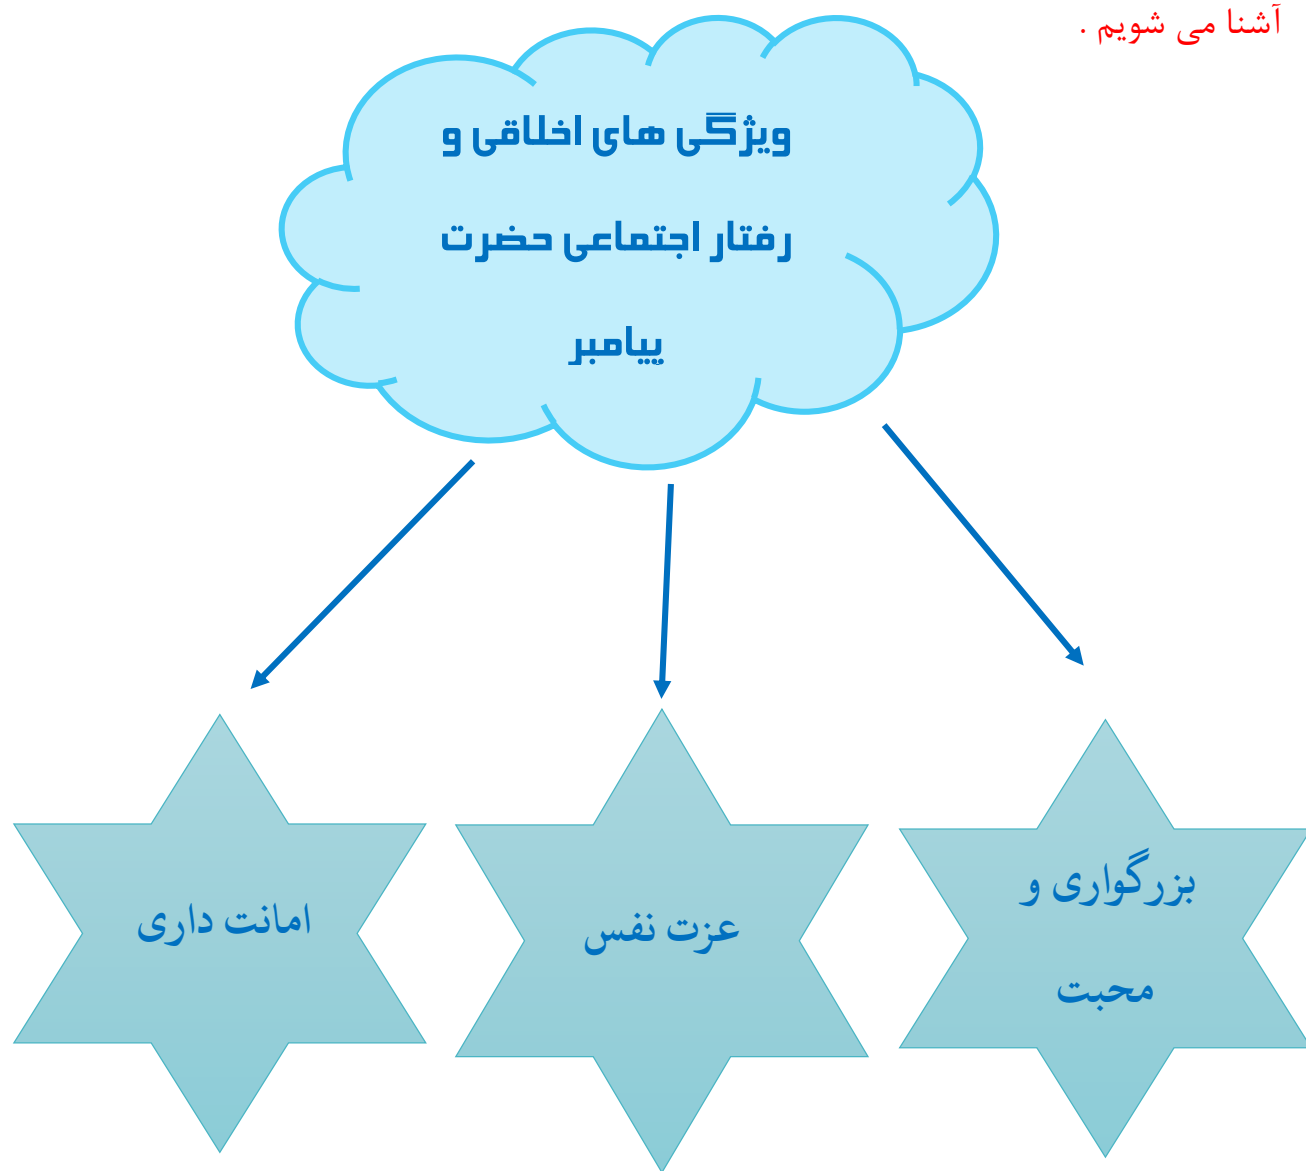 آشنا می شویم .
ویژگی های اخلاقی و
رفتار اجتماعی حضرت
پیامبر
بزرگواری و
محبت
عزت نفس
امانت داری